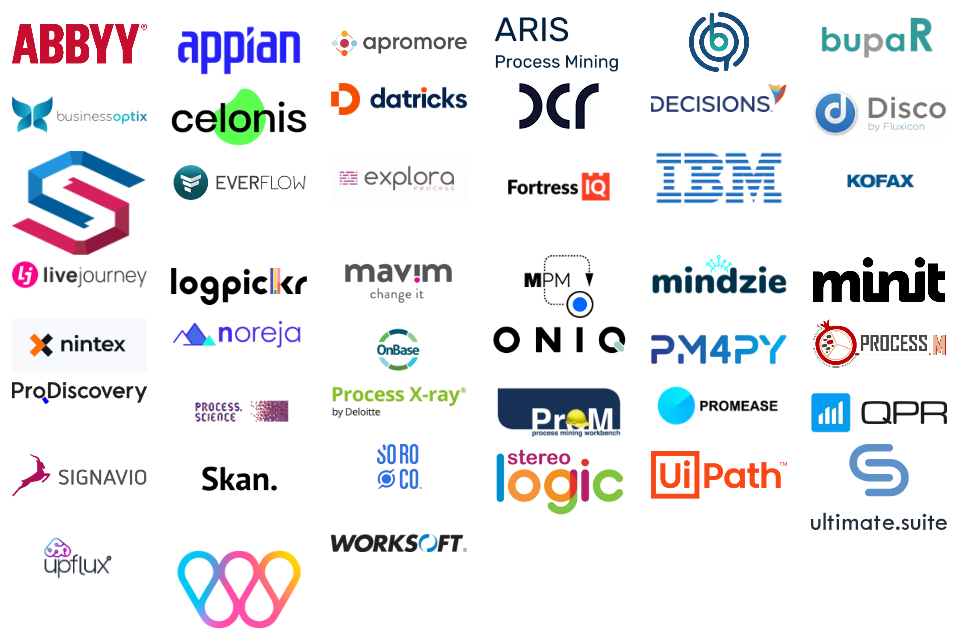 ABBYY®
appian
apromore
ARIS
Process Mining
b
bupaR
businessoptix
celonis
datricks
DCR
DECISIONS
d Disco
by Fluxicon
S
EVERFLOW
explora
PROCESS
Fortress IQ
IBM
KOFAX
lj livejourney
logpickr
mavim
change it
MPM
mindzie
minit
nintex
noreja
OnBase
ONIQ
PM4PY
PROCESS.M
ProDiscovery
PROCESS.
SCIENCE
Process X-ray®
by Deloitte
ProM
process mining workbench
PROMEASE
QPR
SIGNAVIO
Skan.
SORO
CO
stereo
logic
UiPath™
S
ultimate.suite
upflux
W
WORKSOFT®